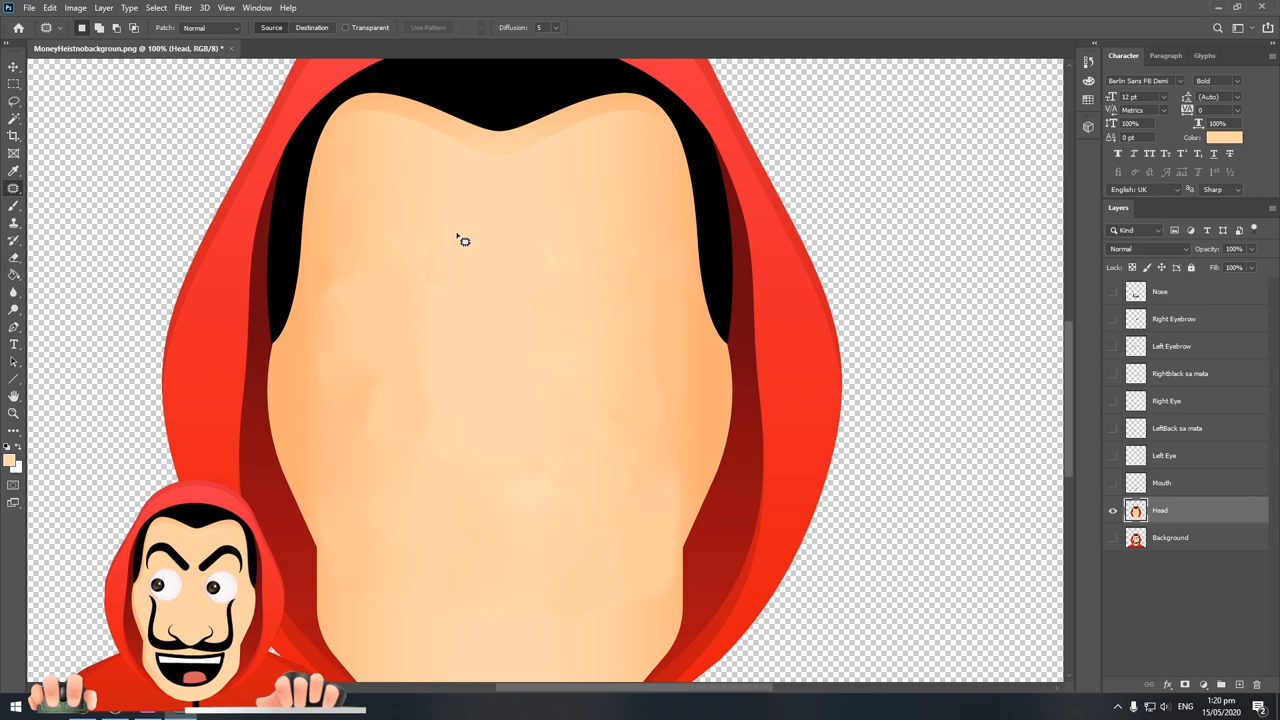 Ps File Edit Image Layer Type Select Filter 3D View Window Help
Patch: Normal Source Destination Transparent Use Pattern Diffusion: 5
MoneyHeistnobackgroun.png @ 100% (Head, RGB/8) * ×
Character Paragraph Glyphs
Berlin Sans FB Demi Bold
12 pt (Auto)
Metrics 0
100% 100%
0 pt Color:
English: UK Sharp
Layers
Kind
Normal Opacity: 100%
Lock: Fill: 100%
Nose
Right Eyebrow
Left Eyebrow
Rightblack sa mata
Right Eye
LeftBack sa mata
Left Eye
Mouth
Head
Background
ENG
1:20 pm
15/05/2020